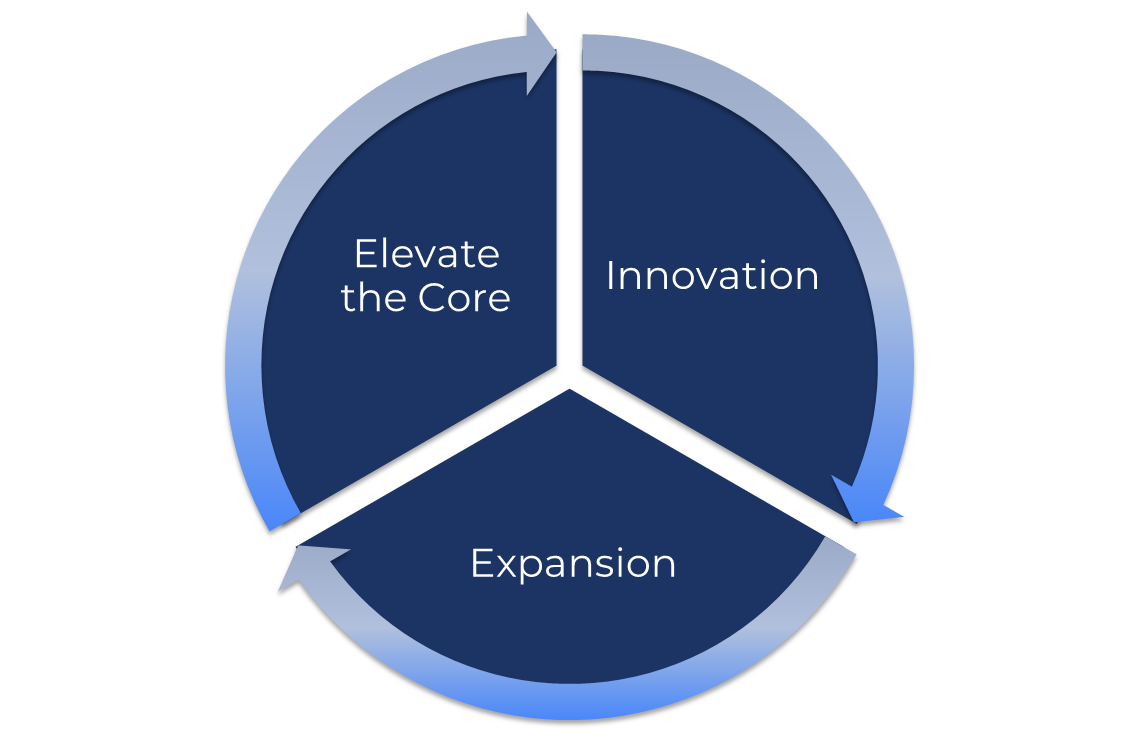 Elevate
the Core
Innovation
Expansion